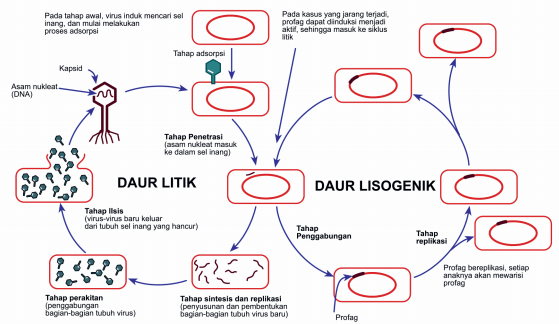 Pada tahap awal, virus induk mencari sel
inang, dan mulai melakukan
proses adsorpsi
Pada kasus yang jarang terjadi,
profag dapat diinduksi menjadi
aktif, sehingga masuk ke siklus
litik
Tahap adsorpsi
Kapsid
Asam nukleat
(DNA)
Tahap Penetrasi
(asam nukleat masuk
ke dalam sel inang)
DAUR LITIK
DAUR LISOGENIK
Tahap lisis
(virus-virus baru keluar
dari tubuh sel inang yang hancur)
Tahap
Penggabungan
Tahap
replikasi
Profag bereplikasi, setiap
anaknya akan mewarisi
profag
Tahap perakitan
(penggabungan
bagian-bagian tubuh virus)
Tahap sintesis dan replikasi
(penyusunan dan pembentukan
bagian-bagian tubuh virus baru)
Profag